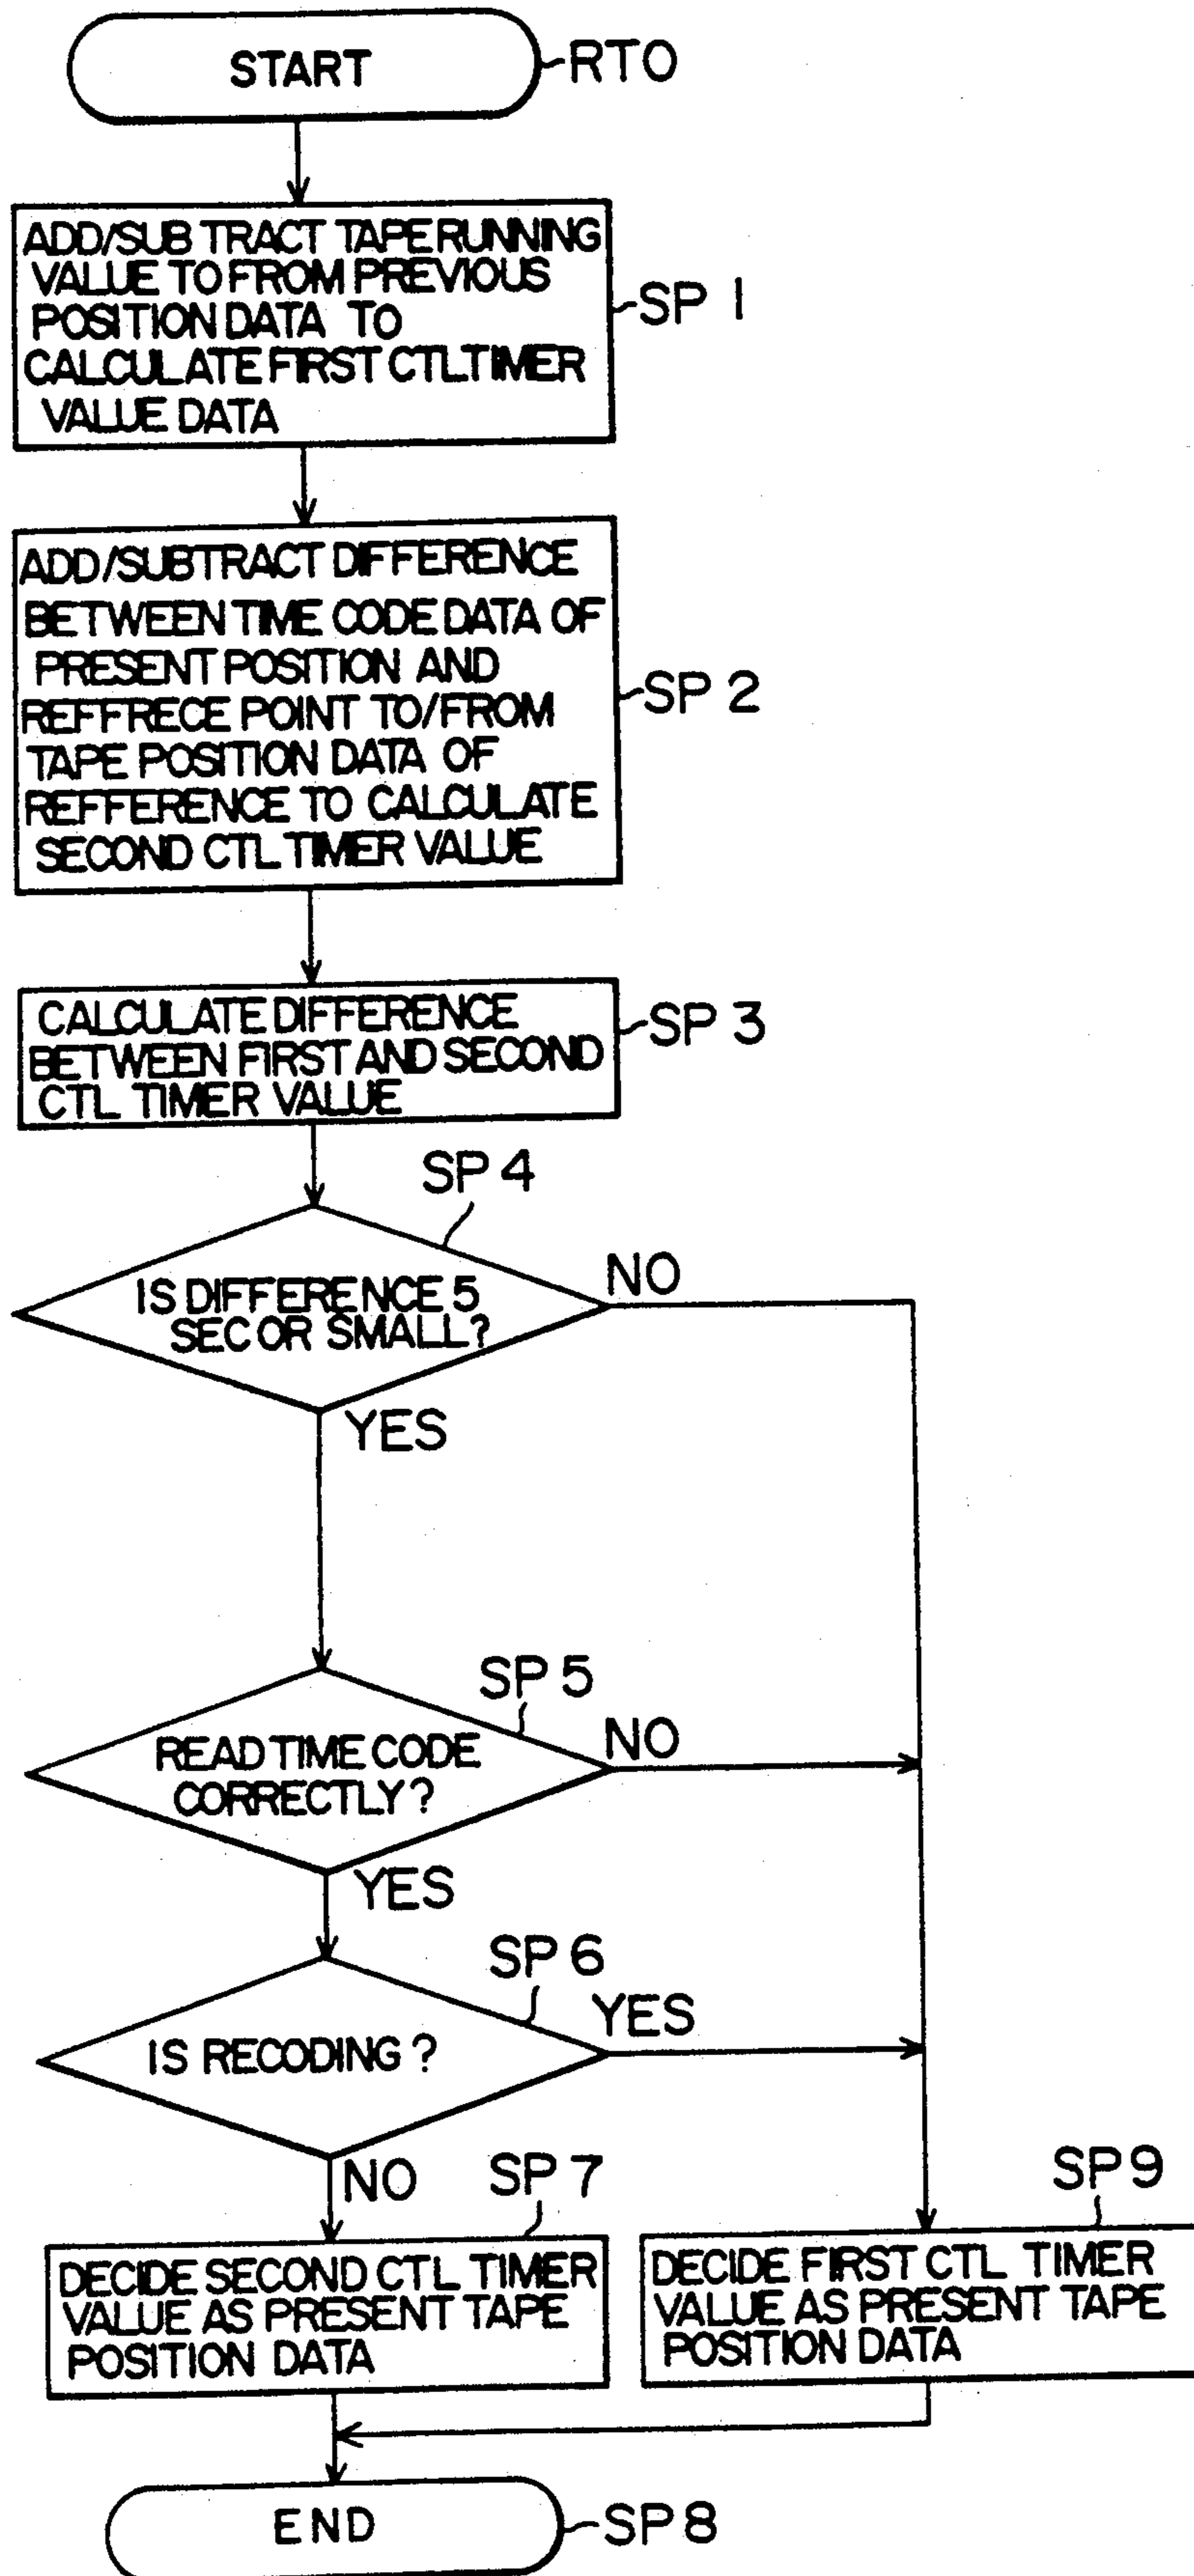 START
RT0
ADD/SUB TRACT TAPE RUNNING
VALUE TO FROM PREVIOUS
POSITION DATA TO
CALCULATE FIRST CTL TIMER
VALUE DATA
SP 1
ADD/SUBTRACT DIFFERENCE
BETWEEN TIME CODE DATA OF
PRESENT POSITION AND
REFFRECE POINT TO/FROM
TAPE POSITION DATA OF
REFFERENCE TO CALCULATE
SECOND CTL TIMER VALUE
SP 2
CALCULATE DIFFERENCE
BETWEEN FIRST AND SECOND
CTL TIMER VALUE
SP 3
SP 4
IS DIFFERENCE 5
SEC OR SMALL?
NO
YES
SP 5
READ TIME CODE
CORRECTLY?
NO
YES
SP 6
IS RECODING?
YES
NO
SP 7
DECIDE SECOND CTL TIMER
VALUE AS PRESENT TAPE
POSITION DATA
SP 9
DECIDE FIRST CTL TIMER
VALUE AS PRESENT TAPE
POSITION DATA
END
SP 8